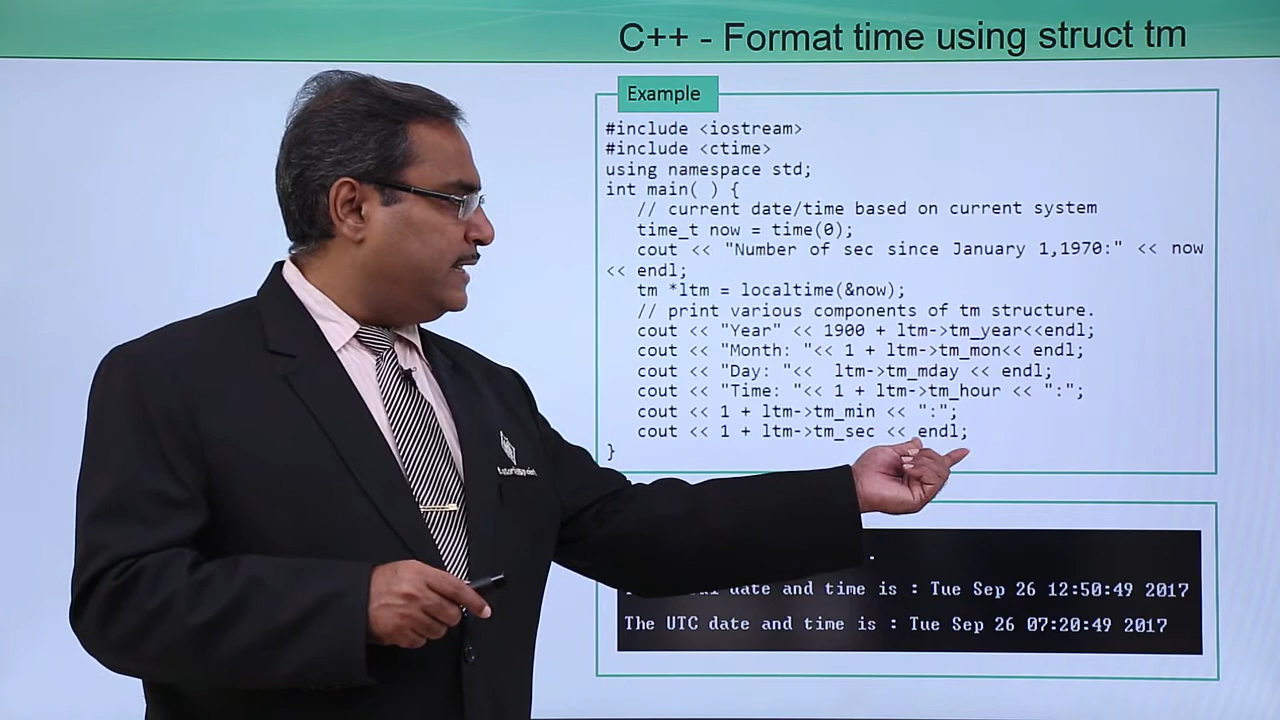 C++ - Format time using struct tm
Example
#include <iostream>
#include <ctime>
using namespace std;
int main( ) {
// current date/time based on current system
time_t now = time(0);
cout << "Number of sec since January 1,1970:" << now
<< endl;
tm *ltm = localtime(&now);
// print various components of tm structure.
cout << "Year" << 1900 + ltm->tm_year<<endl;
cout << "Month: "<< 1 + ltm->tm_mon<< endl;
cout << "Day: "<<  ltm->tm_mday << endl;
cout << "Time: "<< 1 + ltm->tm_hour << ":";
cout << 1 + ltm->tm_min << ":";
cout << 1 + ltm->tm_sec << endl;
}
date and time is : Tue Sep 26 12:50:49 2017
The UTC date and time is : Tue Sep 26 07:20:49 2017